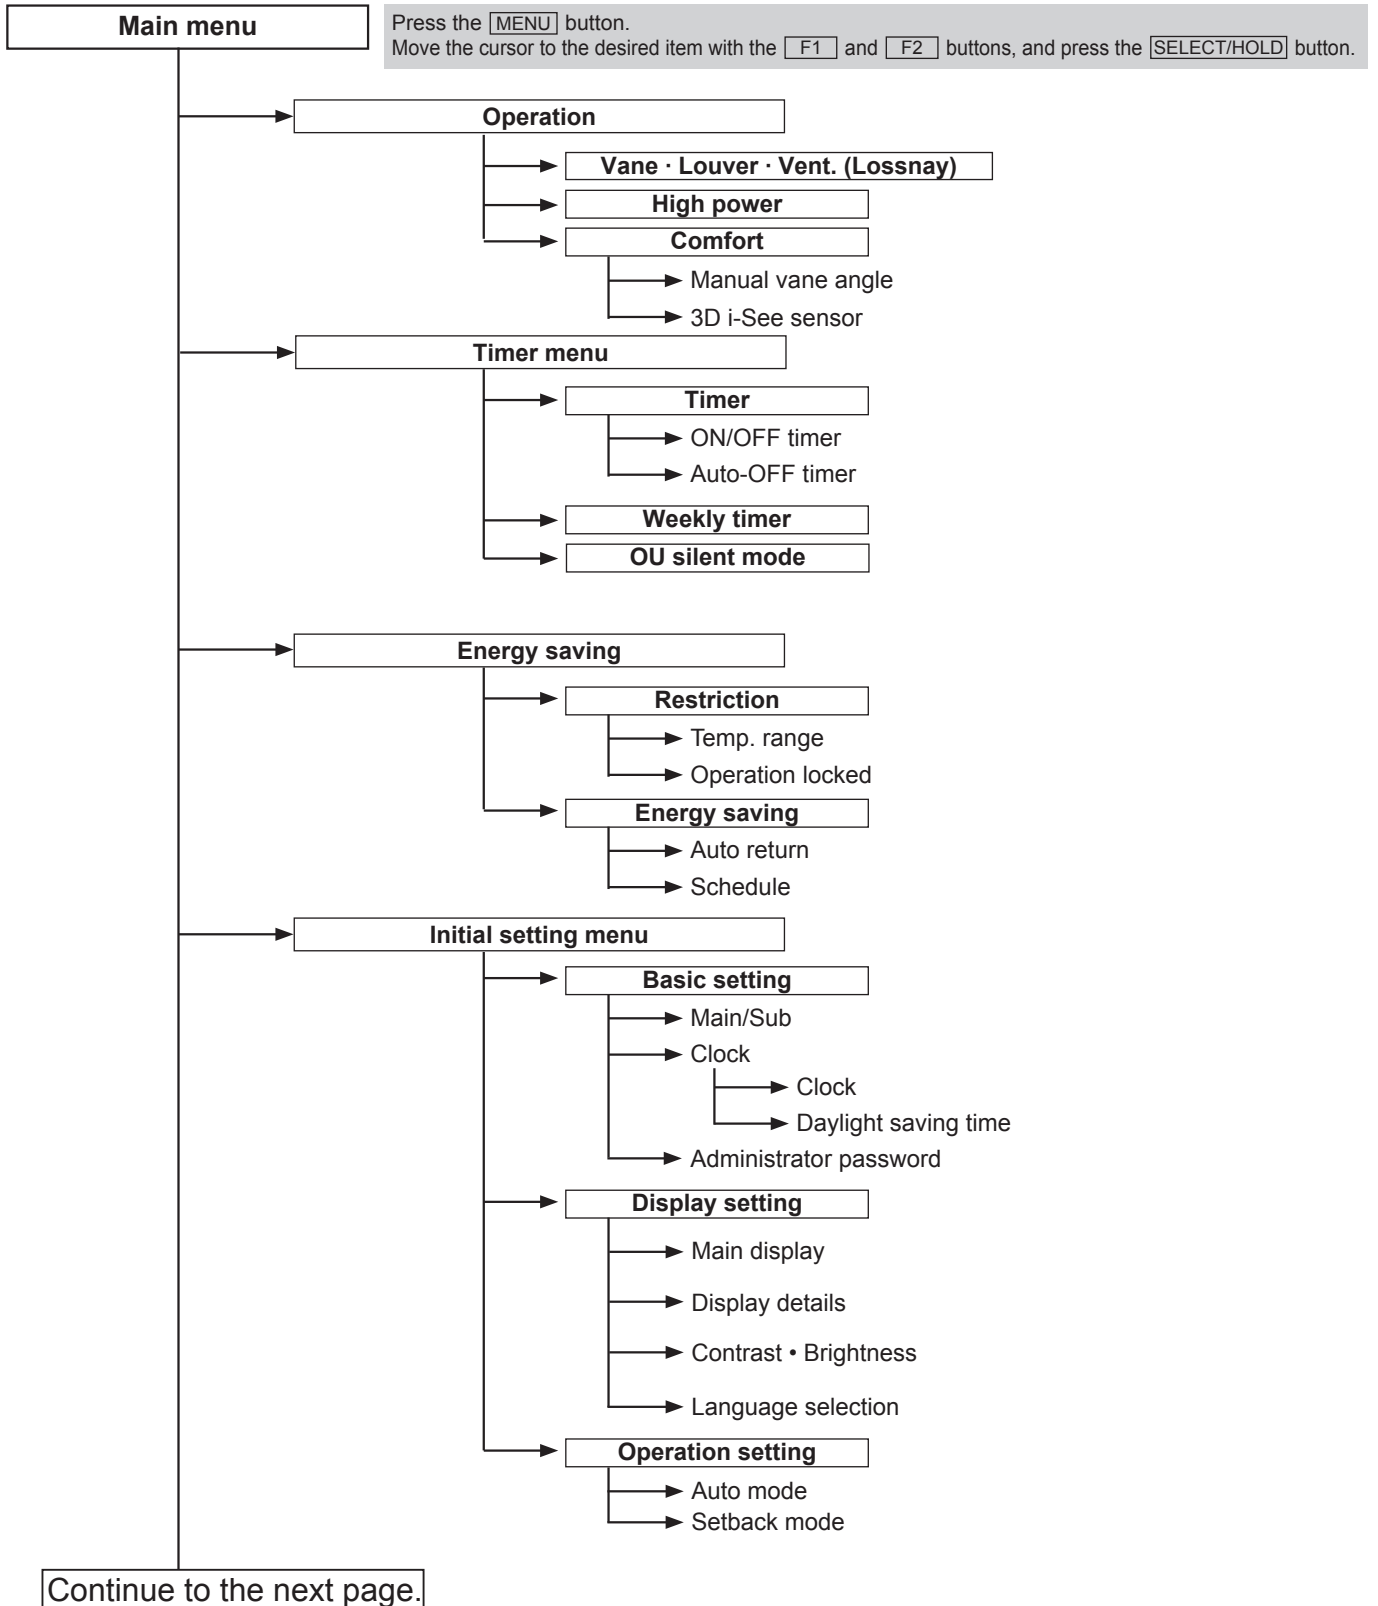 Main menu
Press the MENU button.
Move the cursor to the desired item with the F1 and F2 buttons, and press the SELECT/HOLD button.
Operation
Vane · Louver · Vent. (Lossnay)
High power
Comfort
Manual vane angle
3D i-See sensor
Timer menu
Timer
ON/OFF timer
Auto-OFF timer
Weekly timer
OU silent mode
Energy saving
Restriction
Temp. range
Operation locked
Energy saving
Auto return
Schedule
Initial setting menu
Basic setting
Main/Sub
Clock
Clock
Daylight saving time
Administrator password
Display setting
Main display
Display details
Contrast • Brightness
Language selection
Operation setting
Auto mode
Setback mode
Continue to the next page.